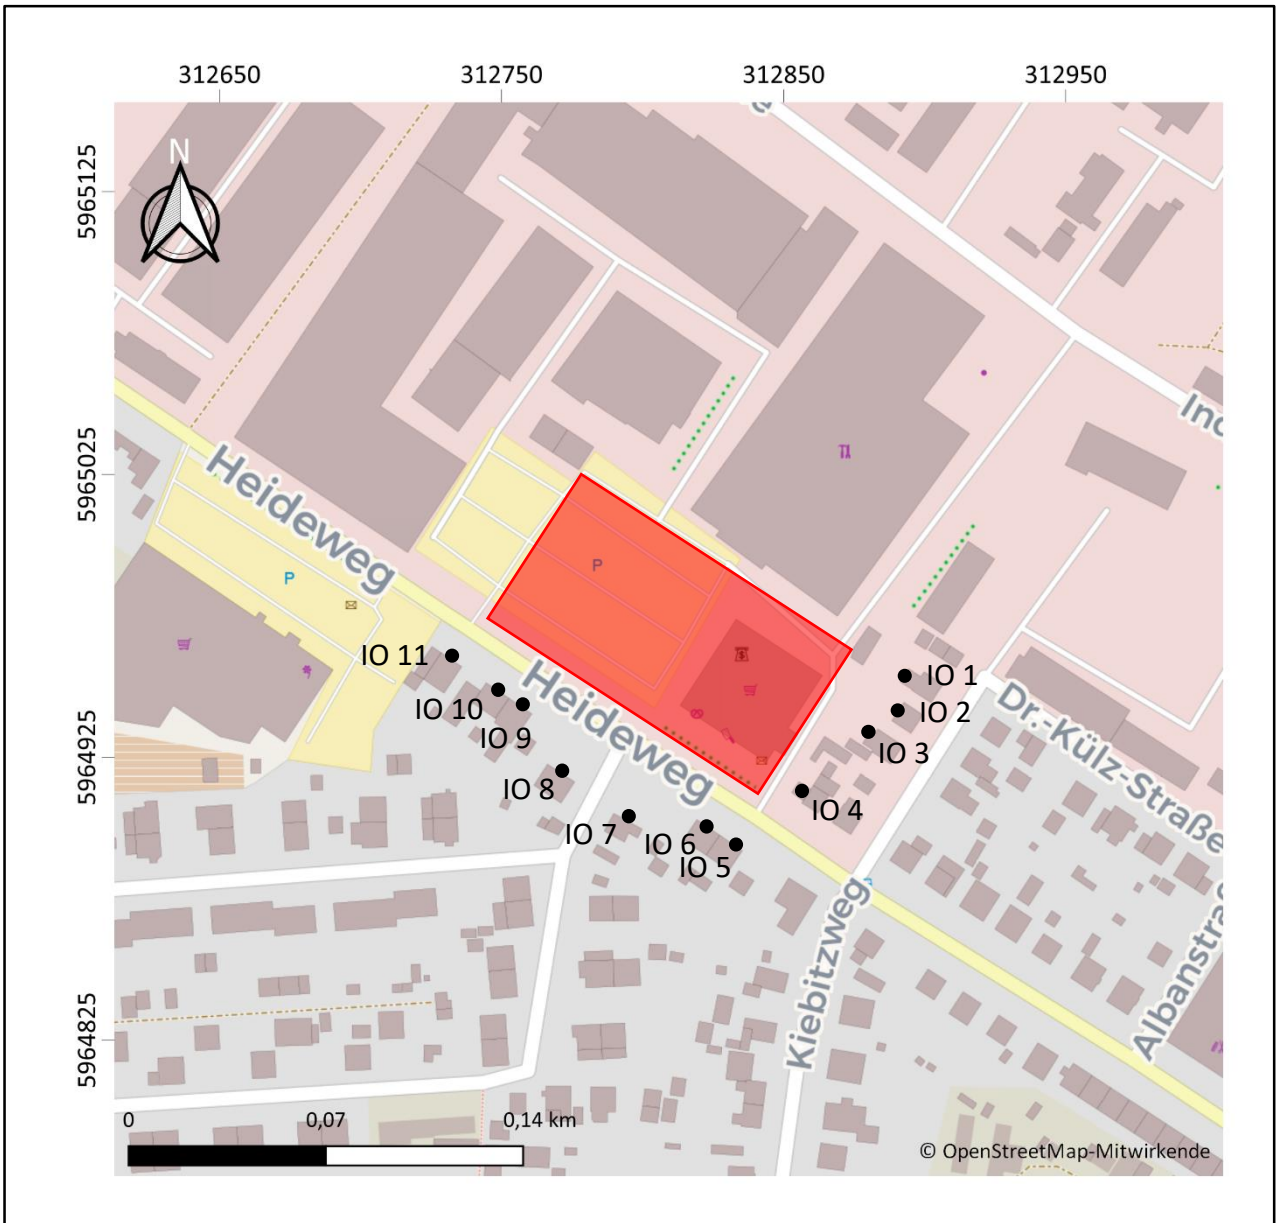 312650
312750
312850
312950
5965125
N
Heideweg
5965025
P
P
IO 11
IO 10
IO 9
Heideweg
IO 1
IO 2
IO 3
Dr.-Külz-Straße
5964925
IO 8
IO 4
IO 7
IO 6
IO 5
Kiebitzweg
5964825
0
0,07
0,14 km
© OpenStreetMap-Mitwirkende